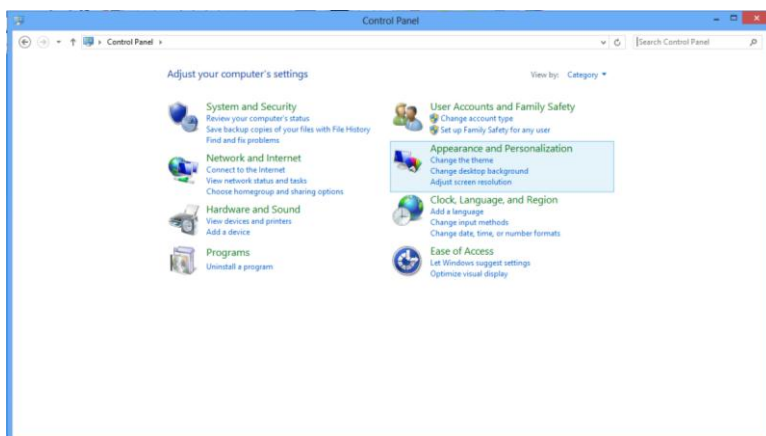 Control Panel
Control Panel
Search Control Panel
Adjust your computer's settings
View by: Category
System and Security
Review your computer's status
Save backup copies of your files with File History
Find and fix problems
Network and Internet
Connect to the Internet
View network status and tasks
Choose homegroup and sharing options
Hardware and Sound
View devices and printers
Add a device
Programs
Uninstall a program
User Accounts and Family Safety
Change account type
Set up Family Safety for any user
Appearance and Personalization
Change the theme
Change desktop background
Adjust screen resolution
Clock, Language, and Region
Add a language
Change input methods
Change date, time, or number formats
Ease of Access
Let Windows suggest settings
Optimize visual display